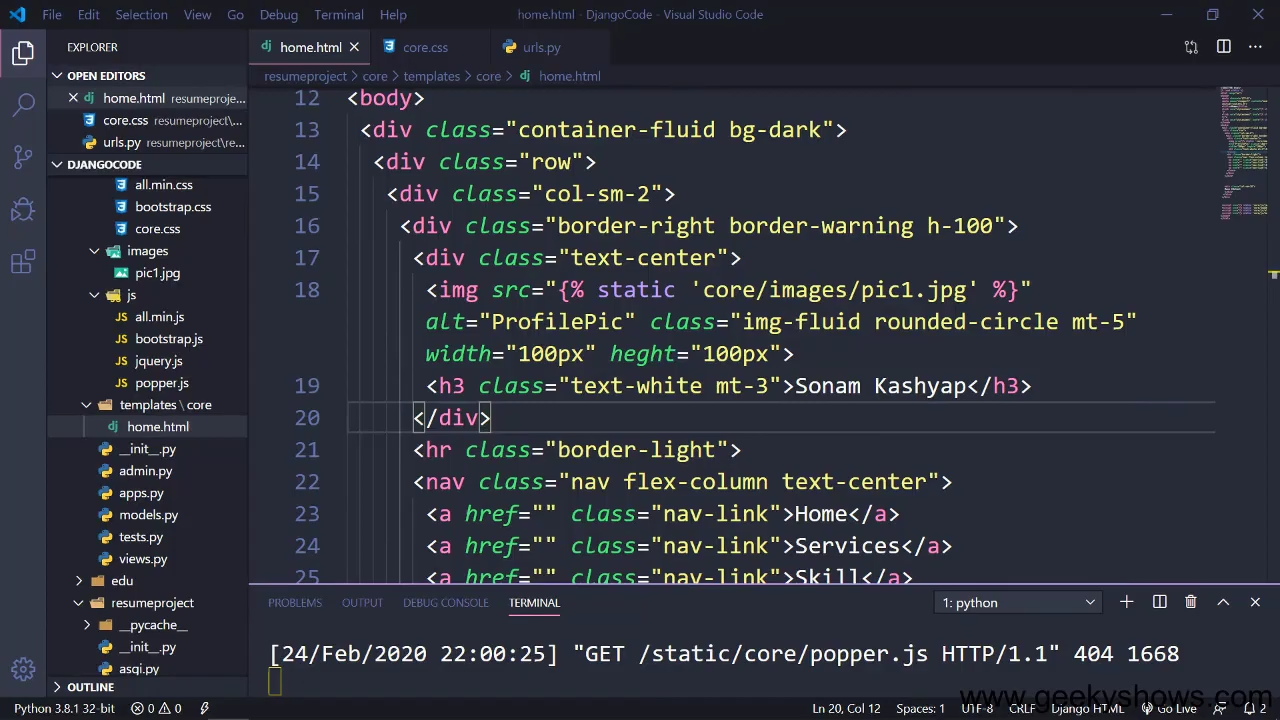 File Edit Selection View Go Debug Terminal Help
home.html - DjangoCode - Visual Studio Code
EXPLORER
OPEN EDITORS
home.html resumeproje...
core.css resumeproject\...
urls.py resumeproject\re...
DJANGOCODE
all.min.css
bootstrap.css
core.css
images
pic1.jpg
js
all.min.js
bootstrap.js
jquery.js
popper.js
templates \ core
home.html
__init__.py
admin.py
apps.py
models.py
tests.py
views.py
edu
resumeproject
__pycache__
__init__.py
asgi.py
OUTLINE
home.html core.css urls.py
resumeproject > core > templates > core > home.html
12 <body>
13 <div class="container-fluid bg-dark">
14 <div class="row">
15 <div class="col-sm-2">
16 <div class="border-right border-warning h-100">
17 <div class="text-center">
18 <img src="{% static 'core/images/pic1.jpg' %}"
alt="ProfilePic" class="img-fluid rounded-circle mt-5"
width="100px" heght="100px">
19 <h3 class="text-white mt-3">Sonam Kashyap</h3>
20 </div>
21 <hr class="border-light">
22 <nav class="nav flex-column text-center">
23 <a href="" class="nav-link">Home</a>
24 <a href="" class="nav-link">Services</a>
25 <a href="" class="nav-link">Skill</a>
PROBLEMS OUTPUT DEBUG CONSOLE TERMINAL
1: python
[24/Feb/2020 22:00:25] "GET /static/core/popper.js HTTP/1.1" 404 1668
www.geekyshows.com
Python 3.8.1 32-bit 0 0 Ln 20, Col 12 Spaces: 1 UTF-8 CRLF Django HTML Go Live 2